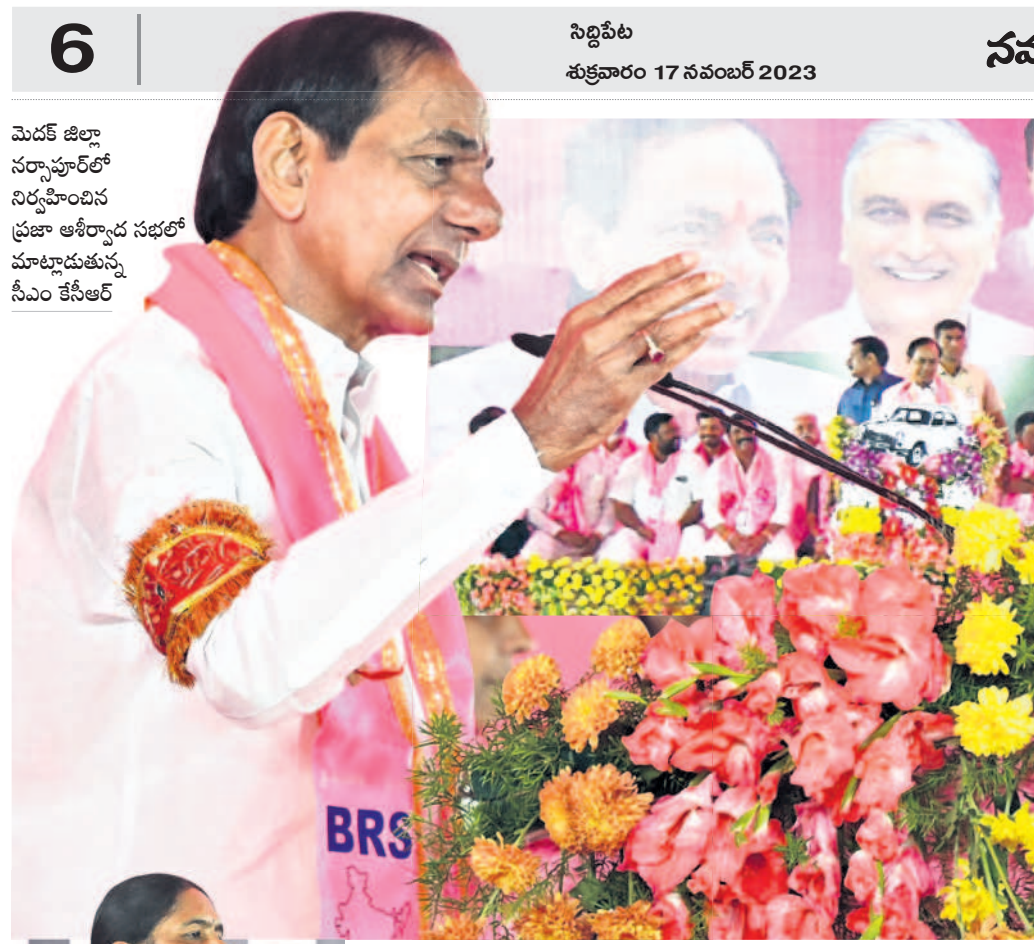 6
సిద్దిపేట
శుక్రవారం 17 నవంబర్ 2023
మెదక్ జిల్లా
నర్సాపూర్‌లో
నిర్వహించిన
ప్రజా ఆశీర్వాద సభలో
మాట్లాడుతున్న
సీఎం కేసీఆర్
BRS